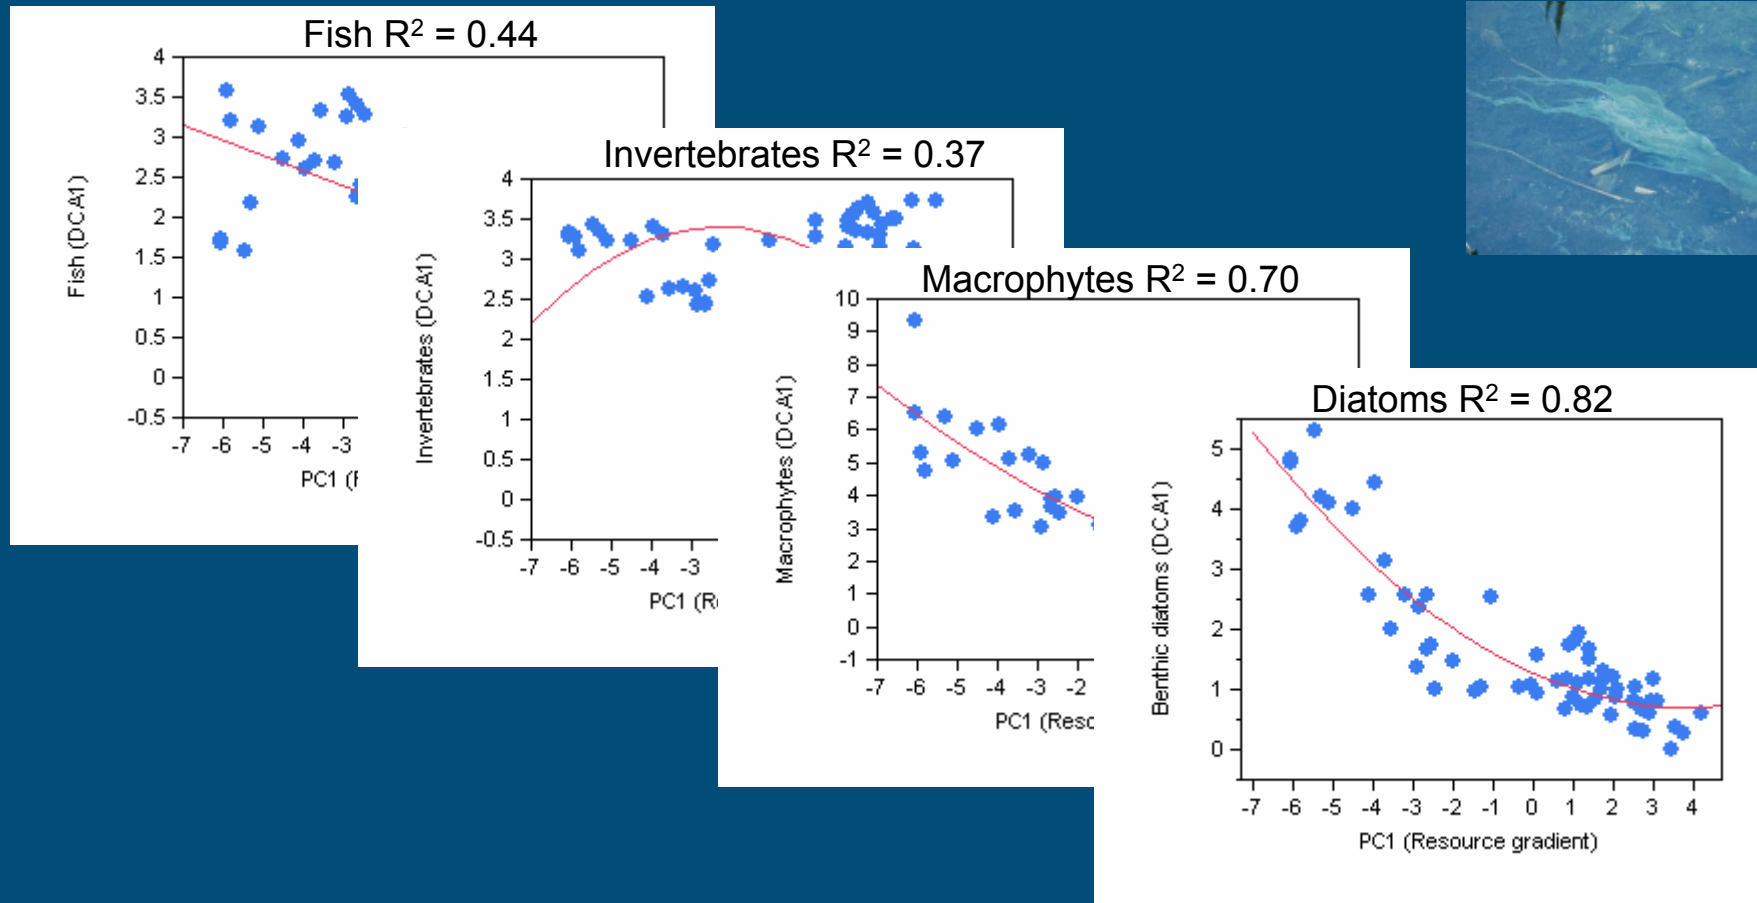 Fish R² = 0.44
4
3.5
3
2.5
2
1.5
1
0.5
0
-0.5
Fish (DCA1)
-7 -6 -5 -4 -3
PC1 (
Invertebrates R² = 0.37
4
3.5
3
2.5
2
1.5
1
0.5
0
-0.5
Invertebrates (DCA1)
-7 -6 -5 -4 -3
PC1 (R
Macrophytes R² = 0.70
10
9
8
7
6
5
4
3
2
1
0
-1
Macrophytes (DCA1)
-7 -6 -5 -4 -3 -2
PC1 (Reso
Diatoms R² = 0.82
5
4
3
2
1
0
Benthic diatoms (DCA1)
-7 -6 -5 -4 -3 -2 -1 0 1 2 3 4
PC1 (Resource gradient)